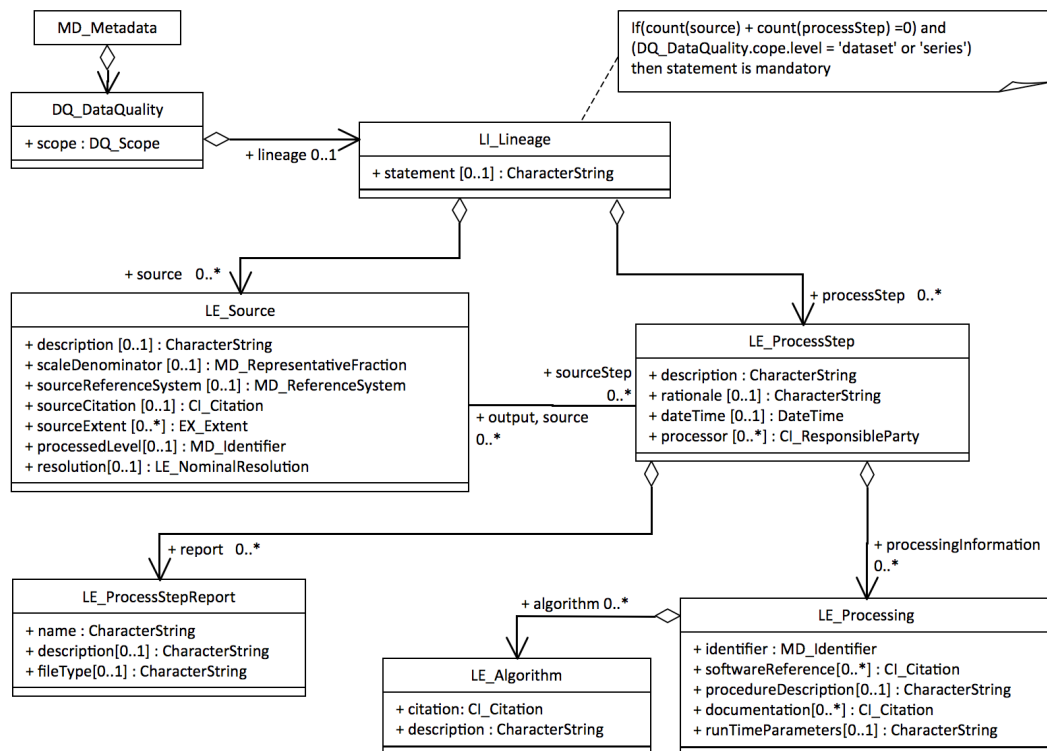 MD_Metadata
If(count(source) + count(processStep) =0) and
(DQ_DataQuality.cope.level = 'dataset' or 'series')
then statement is mandatory
DQ_DataQuality
+ scope : DQ_Scope
+ lineage 0..1
LI_Lineage
+ statement [0..1] : CharacterString
+ source 0..*
+ processStep 0..*
LE_Source
+ description [0..1] : CharacterString
+ scaleDenominator [0..1] : MD_RepresentativeFraction
+ sourceReferenceSystem [0..1] : MD_ReferenceSystem
+ sourceCitation [0..1] : CI_Citation
+ sourceExtent [0..*] : EX_Extent
+ processedLevel[0..1] : MD_Identifier
+ resolution[0..1] : LE_NominalResolution
+ sourceStep
0..*
+ output, source
0..*
LE_ProcessStep
+ description : CharacterString
+ rationale [0..1] : CharacterString
+ dateTime [0..1] : DateTime
+ processor [0..*] : CI_ResponsibleParty
+ report 0..*
+ processingInformation
0..*
LE_ProcessStepReport
+ name : CharacterString
+ description[0..1] : CharacterString
+ fileType[0..1] : CharacterString
+ algorithm 0..*
LE_Algorithm
+ citation: CI_Citation
+ description : CharacterString
LE_Processing
+ identifier : MD_Identifier
+ softwareReference[0..*] : CI_Citation
+ procedureDescription[0..1] : CharacterString
+ documentation[0..*] : CI_Citation
+ runTimeParameters[0..1] : CharacterString